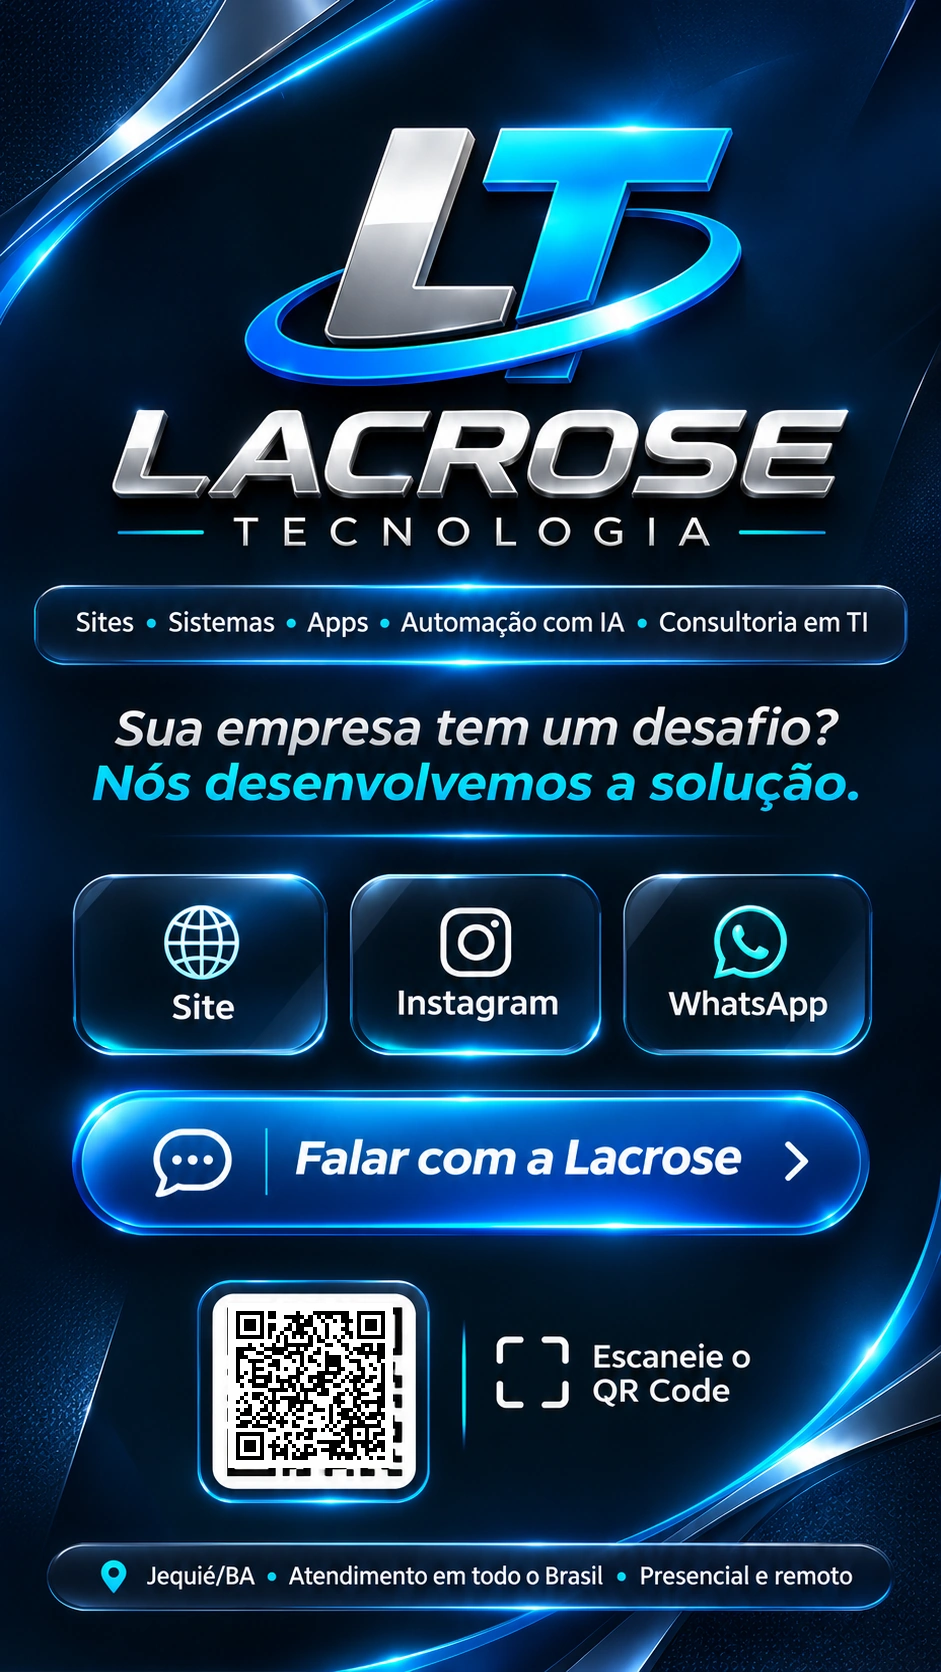 LT
LACROSE
TECNOLOGIA
Sites • Sistemas • Apps • Automação com IA • Consultoria em TI
Sua empresa tem um desafio?
Nós desenvolvemos a solução.
Site
Instagram
WhatsApp
Falar com a Lacrose
Escaneie o
QR Code
Jequié/BA • Atendimento em todo o Brasil • Presencial e remoto